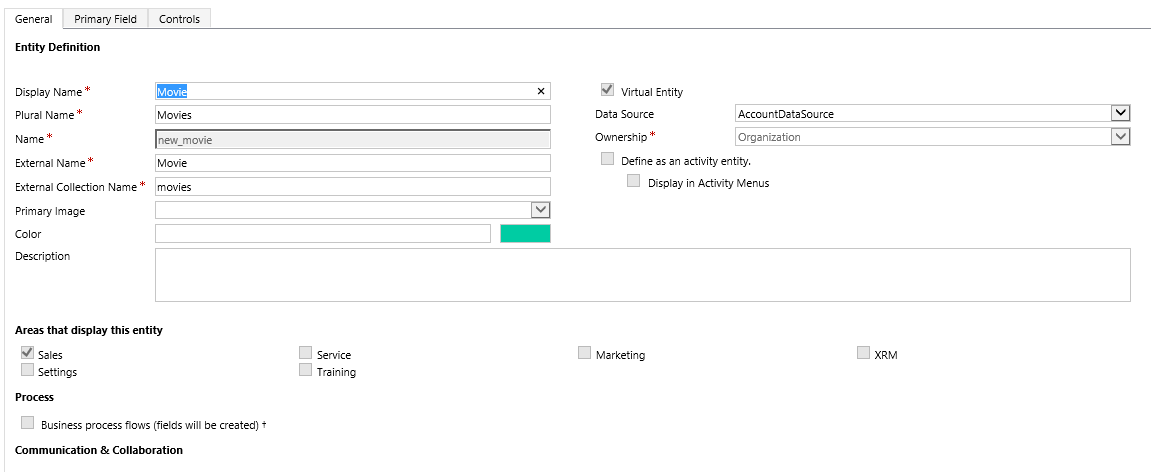 General Primary Field Controls
Entity Definition
Display Name * Movie × Virtual Entity
Plural Name * Movies Data Source AccountDataSource
Name * new_movie Ownership * Organization
External Name * Movie Define as an activity entity.
External Collection Name * movies Display in Activity Menus
Primary Image
Color
Description
Areas that display this entity
Sales Service Marketing XRM
Settings Training
Process
Business process flows (fields will be created) †
Communication & Collaboration